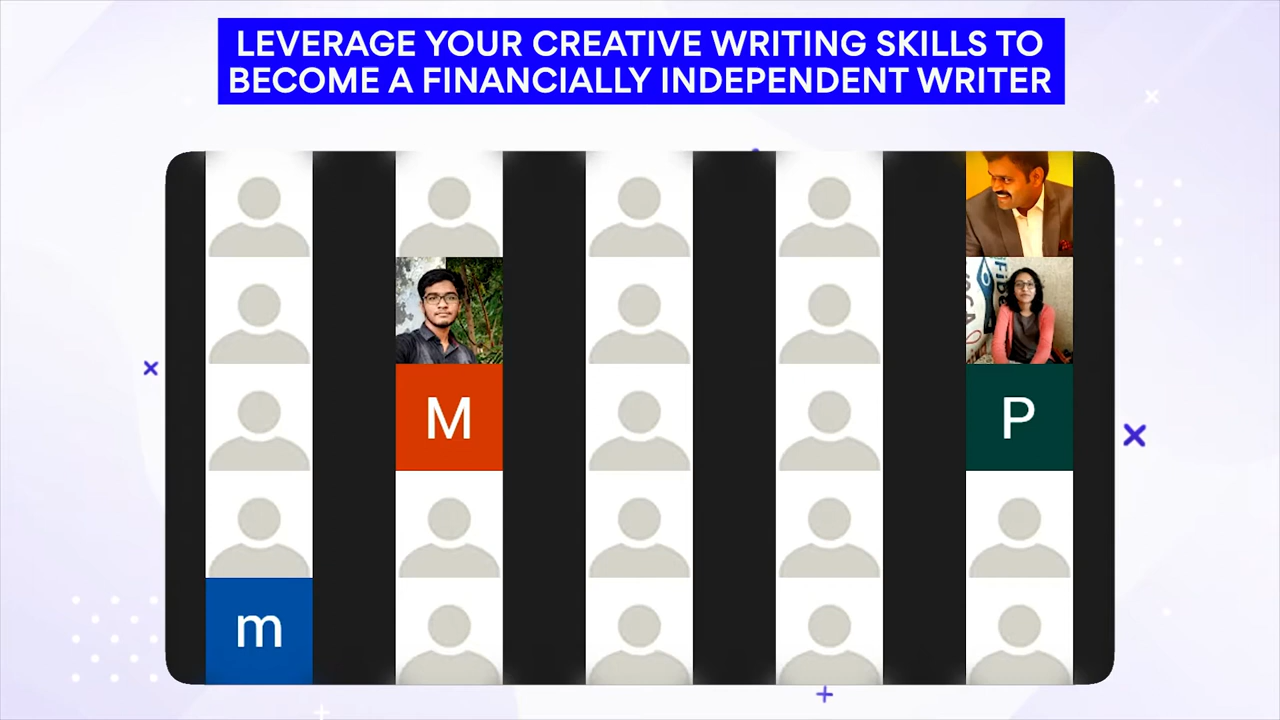 LEVERAGE YOUR CREATIVE WRITING SKILLS TO
BECOME A FINANCIALLY INDEPENDENT WRITER
M
P
m